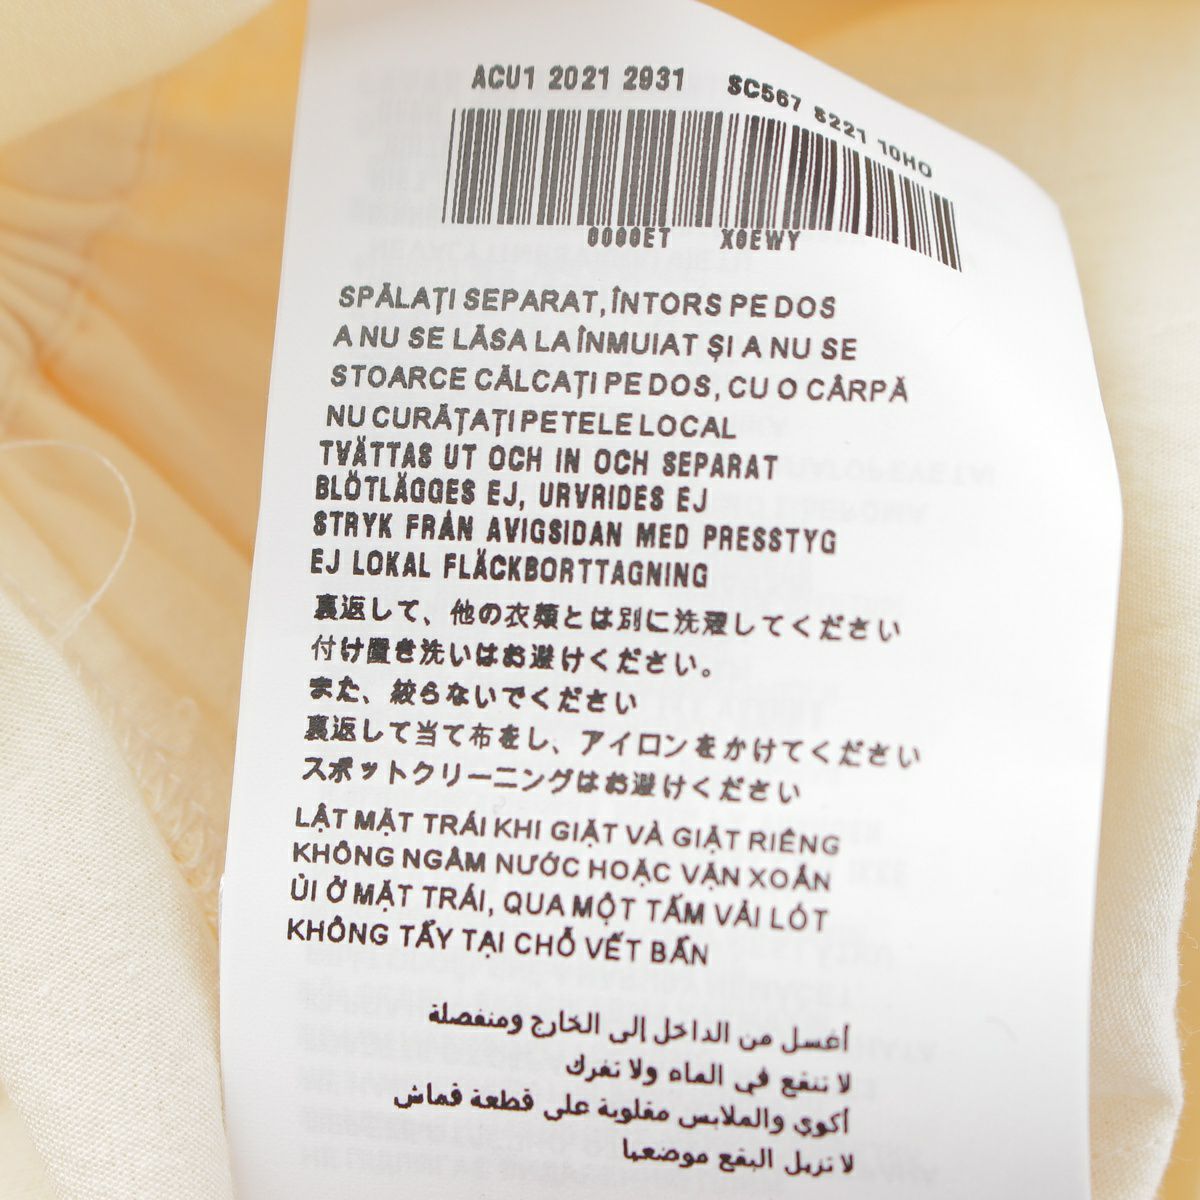 ACU1 2021 2931 SC567 S221 10HO
0000ET X0EWY
SPĂLAȚI SEPARAT, ÎNTORS PE DOS
A NU SE LĂSA LA ÎNMUIAT ȘI A NU SE
STOARCE CĂLCAȚI PE DOS, CU O CÂRPĂ
NU CURĂȚAȚI PETELE LOCAL
TVÄTTAS UT OCH IN OCH SEPARAT
BLÖTLÄGGES EJ, URVRIDES EJ
STRYK FRÅN AVIGSIDAN MED PRESSTYG
EJ LOKAL FLÄCKBORTTAGNING
裏返して、他の衣類とは別に洗濯してください
付け置き洗いはお避けください。
また、絞らないでください
裏返して当て布をし、アイロンをかけてください
スポットクリーニングはお避けください
LẬT MẶT TRÁI KHI GIẶT VÀ GIẶT RIÊNG
KHÔNG NGÂM NƯỚC HOẶC VẶN XOẮN
ỦI Ở MẶT TRÁI, QUA MỘT TẤM VẢI LÓT
KHÔNG TẨY TẠI CHỖ VẾT BẨN
أغسل من الداخل إلى الخارج ومنفصلة
لا تنقع في الماء ولا تفرك
أكوي والملابس مقلوبة على قطعة قماش
لا تزيل البقع موضعيا